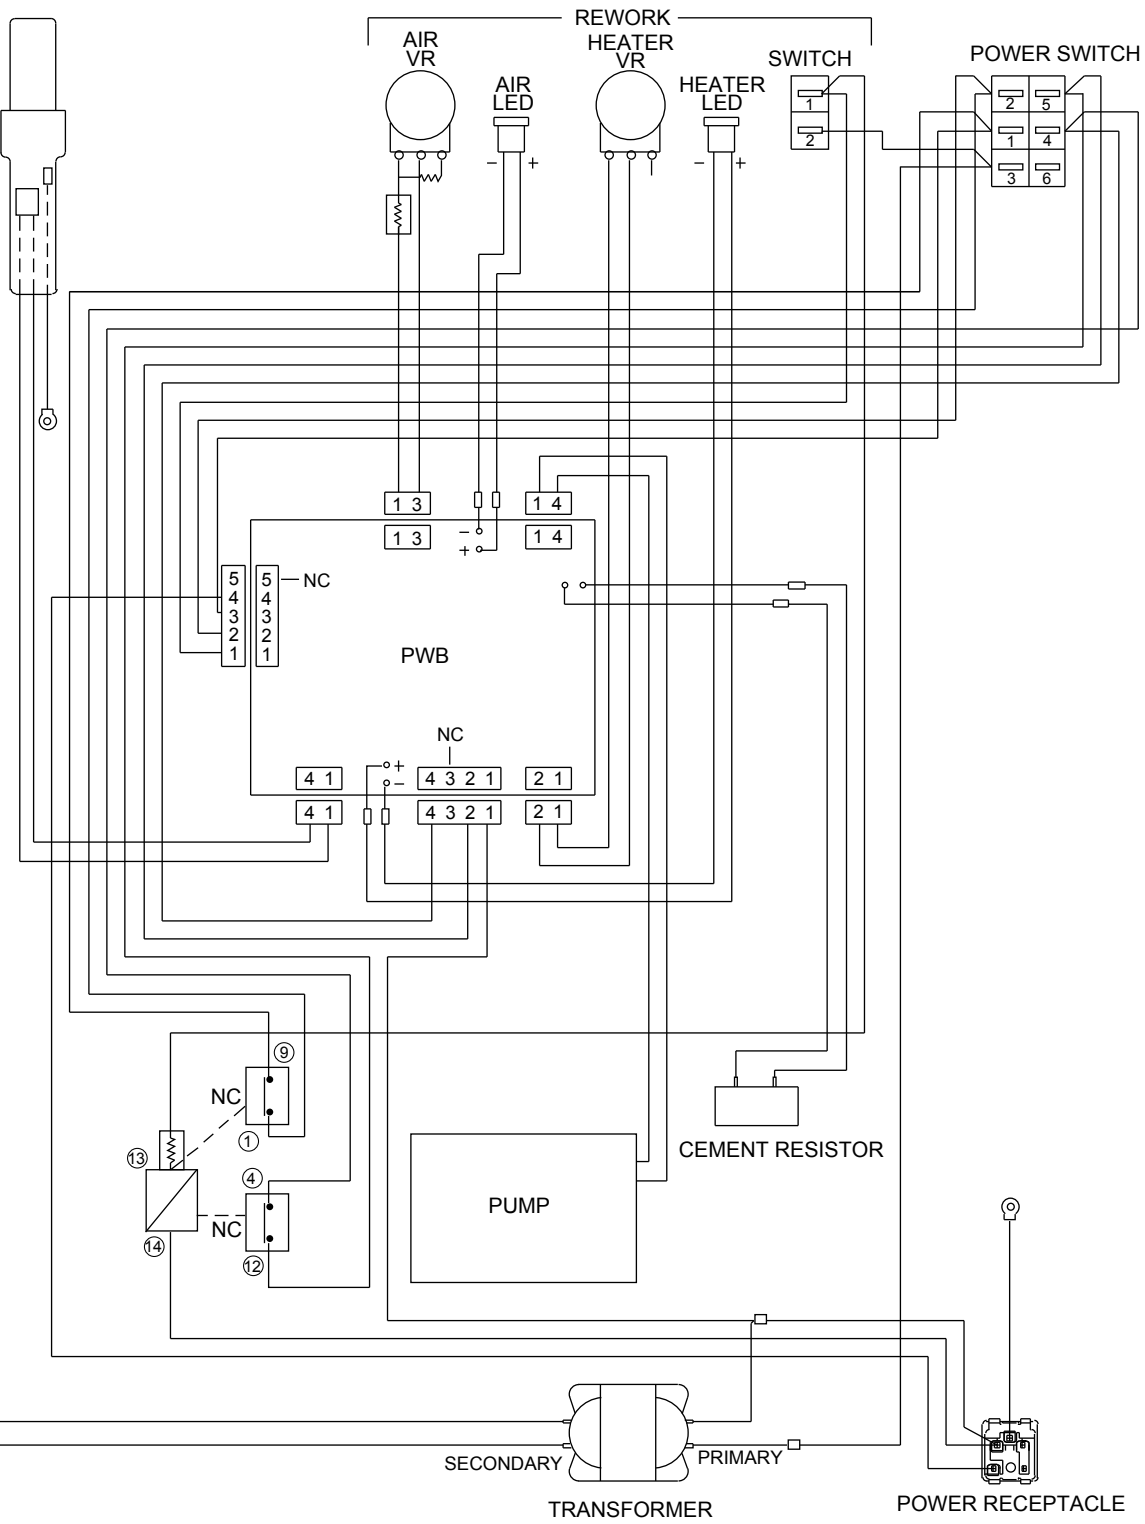 REWORK
AIR
VR
AIR
LED
HEATER
VR
HEATER
LED
SWITCH
POWER SWITCH
1
2
2 5
1 4
3 6
– +
– +
1 3
1 4
1 3
–
+
1 4
5 5 NC
4 4
3 3
2 2
1 1
PWB
NC
4 1
+
–
4 3 2 1
2 1
4 1
4 3 2 1
2 1
9
NC
1
13
4
NC
14
12
PUMP
CEMENT RESISTOR
SECONDARY
PRIMARY
TRANSFORMER
POWER RECEPTACLE